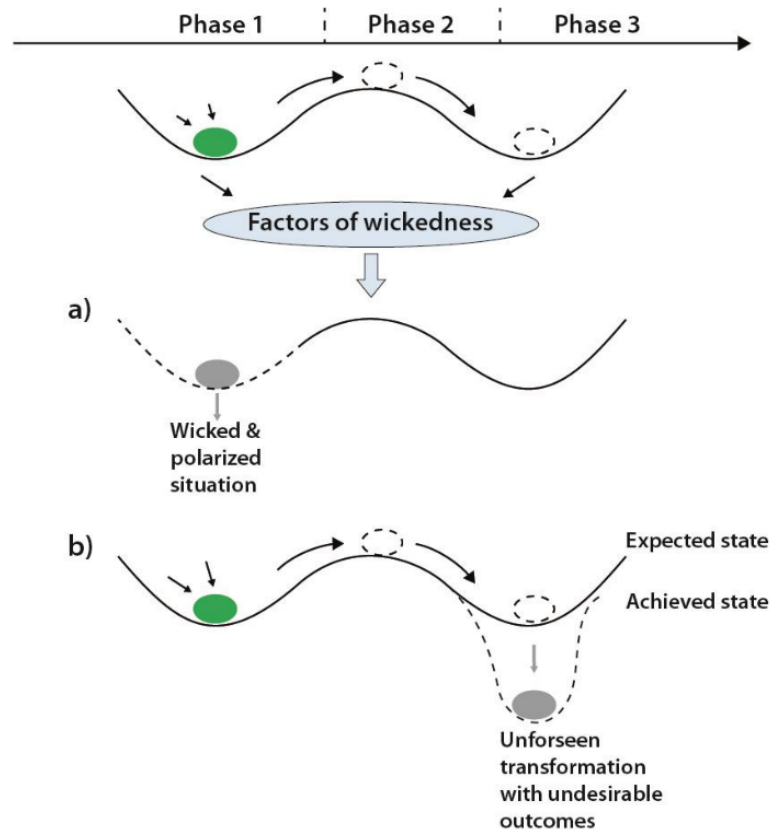 Phase 1
Phase 2
Phase 3
Factors of wickedness
a)
Wicked &
polarized
situation
b)
Expected state
Achieved state
Unforseen
transformation
with undesirable
outcomes